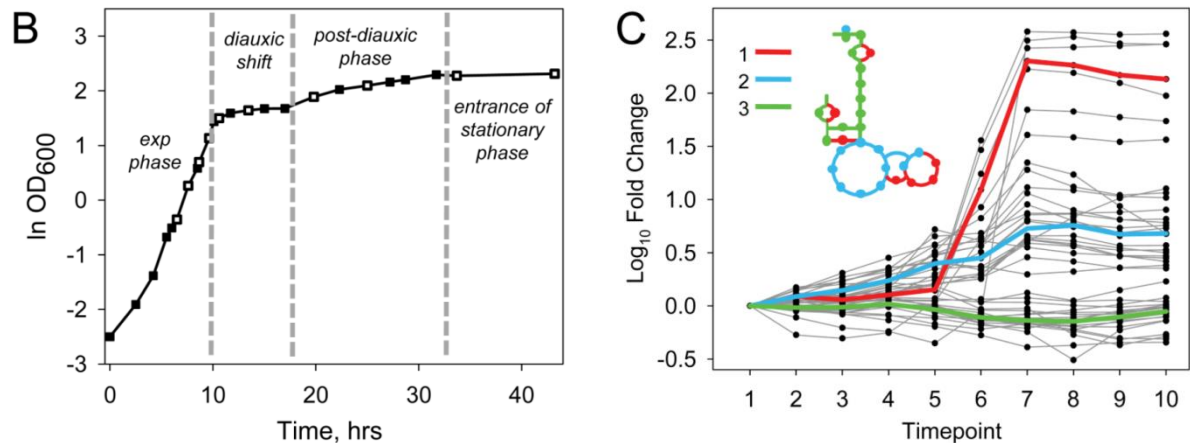 B
ln OD600
3
2
1
0
-1
-2
-3
exp
phase
diauxic
shift
post-diauxic
phase
entrance of
stationary
phase
0 10 20 30 40
Time, hrs
C
Log10 Fold Change
2.5
2.0
1.5
1.0
0.5
0.0
-0.5
1
2
3
1 2 3 4 5 6 7 8 9 10
Timepoint